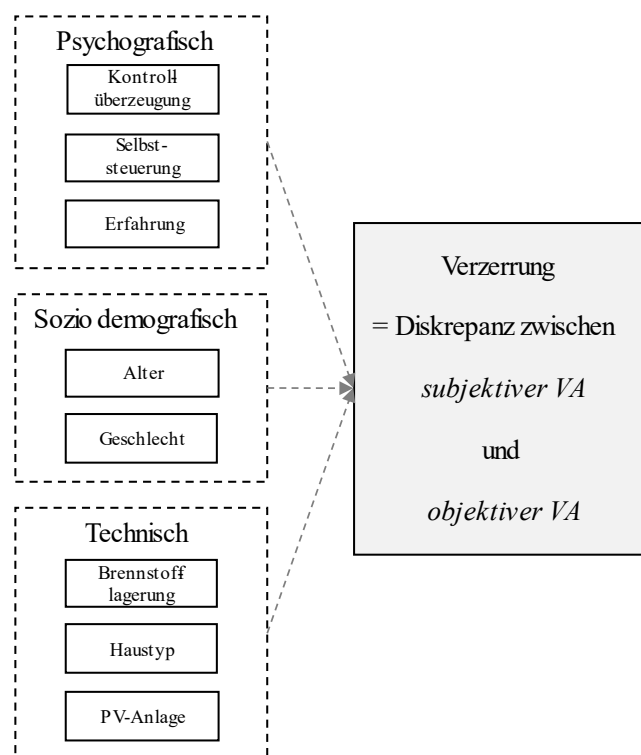 Psychografisch
Kontroll-
überzeugung
Selbst-
steuerung
Erfahrung
Sozio demografisch
Alter
Geschlecht
Technisch
Brennstoff-
lagerung
Haustyp
PV-Anlage
Verzerrung
= Diskrepanz zwischen
subjektiver VA
und
objektiver VA